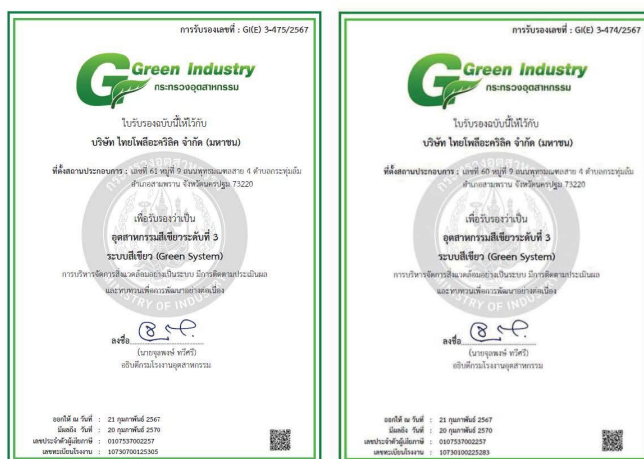 การรับรองเลขที่ : GI(E) 3-475/2567
Green Industry
กระทรวงอุตสาหกรรม
ใบรับรองฉบับนี้ให้ไว้กับ
บริษัท ไทยโพลีอะคริลิค จำกัด (มหาชน)
ที่ตั้งสถานประกอบการ : เลขที่ 61 หมู่ที่ 9 ถนนพุทธมณฑลสาย 4 ตำบลกระทุ่มล้ม
อำเภอสามพราน จังหวัดนครปฐม 73220
เพื่อรับรองว่าเป็น
อุตสาหกรรมสีเขียวระดับที่ 3
ระบบสีเขียว (Green System)
การบริหารจัดการสิ่งแวดล้อมอย่างเป็นระบบ มีการติดตามประเมินผล
และทบทวนเพื่อการพัฒนาอย่างต่อเนื่อง
ลงชื่อ
(นายจุลพงษ์ ทวีศรี)
อธิบดีกรมโรงงานอุตสาหกรรม
ออกให้ ณ วันที่ : 21 กุมภาพันธ์ 2567
มีผลถึง วันที่ : 20 กุมภาพันธ์ 2570
เลขประจำตัวผู้เสียภาษี : 0107537002257
เลขทะเบียนโรงงาน : 10730700125305
การรับรองเลขที่ : GI(E) 3-474/2567
Green Industry
กระทรวงอุตสาหกรรม
ใบรับรองฉบับนี้ให้ไว้กับ
บริษัท ไทยโพลีอะคริลิค จำกัด (มหาชน)
ที่ตั้งสถานประกอบการ : เลขที่ 60 หมู่ที่ 9 ถนนพุทธมณฑลสาย 4 ตำบลกระทุ่มล้ม
อำเภอสามพราน จังหวัดนครปฐม 73220
เพื่อรับรองว่าเป็น
อุตสาหกรรมสีเขียวระดับที่ 3
ระบบสีเขียว (Green System)
การบริหารจัดการสิ่งแวดล้อมอย่างเป็นระบบ มีการติดตามประเมินผล
และทบทวนเพื่อการพัฒนาอย่างต่อเนื่อง
ลงชื่อ
(นายจุลพงษ์ ทวีศรี)
อธิบดีกรมโรงงานอุตสาหกรรม
ออกให้ ณ วันที่ : 21 กุมภาพันธ์ 2567
มีผลถึง วันที่ : 20 กุมภาพันธ์ 2570
เลขประจำตัวผู้เสียภาษี : 0107537002257
เลขทะเบียนโรงงาน : 10730100225283